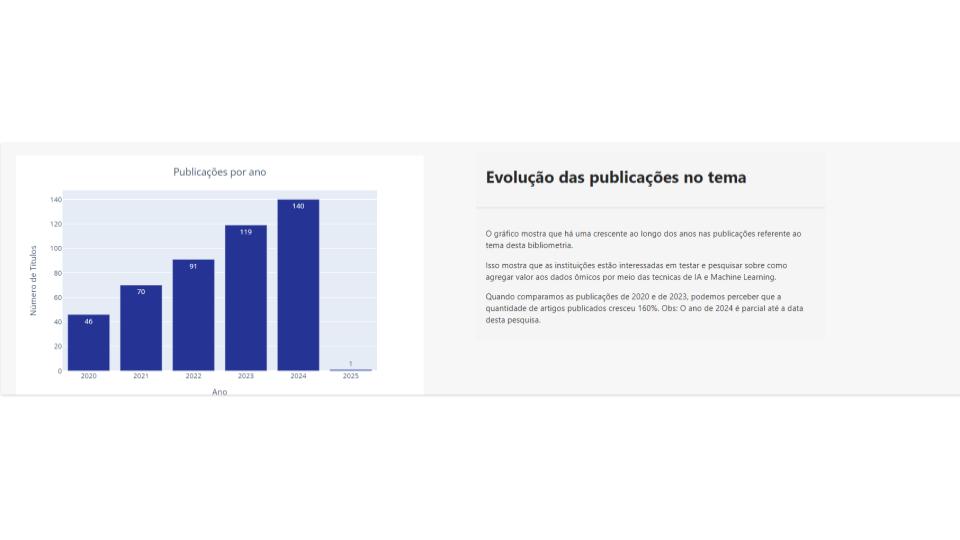 Publicações por ano
Número de Títulos
140
120
100
80
60
40
20
0
46
70
91
119
140
1
2020
2021
2022
2023
2024
2025
Ano
Evolução das publicações no tema
O gráfico mostra que há uma crescente ao longo dos anos nas publicações referente ao
tema desta bibliometria.
Isso mostra que as instituições estão interessadas em testar e pesquisar sobre como
agregar valor aos dados ômicos por meio das tecnicas de IA e Machine Learning.
Quando comparamos as publicações de 2020 e de 2023, podemos perceber que a
quantidade de artigos publicados cresceu 160%. Obs: O ano de 2024 é parcial até a data
desta pesquisa.